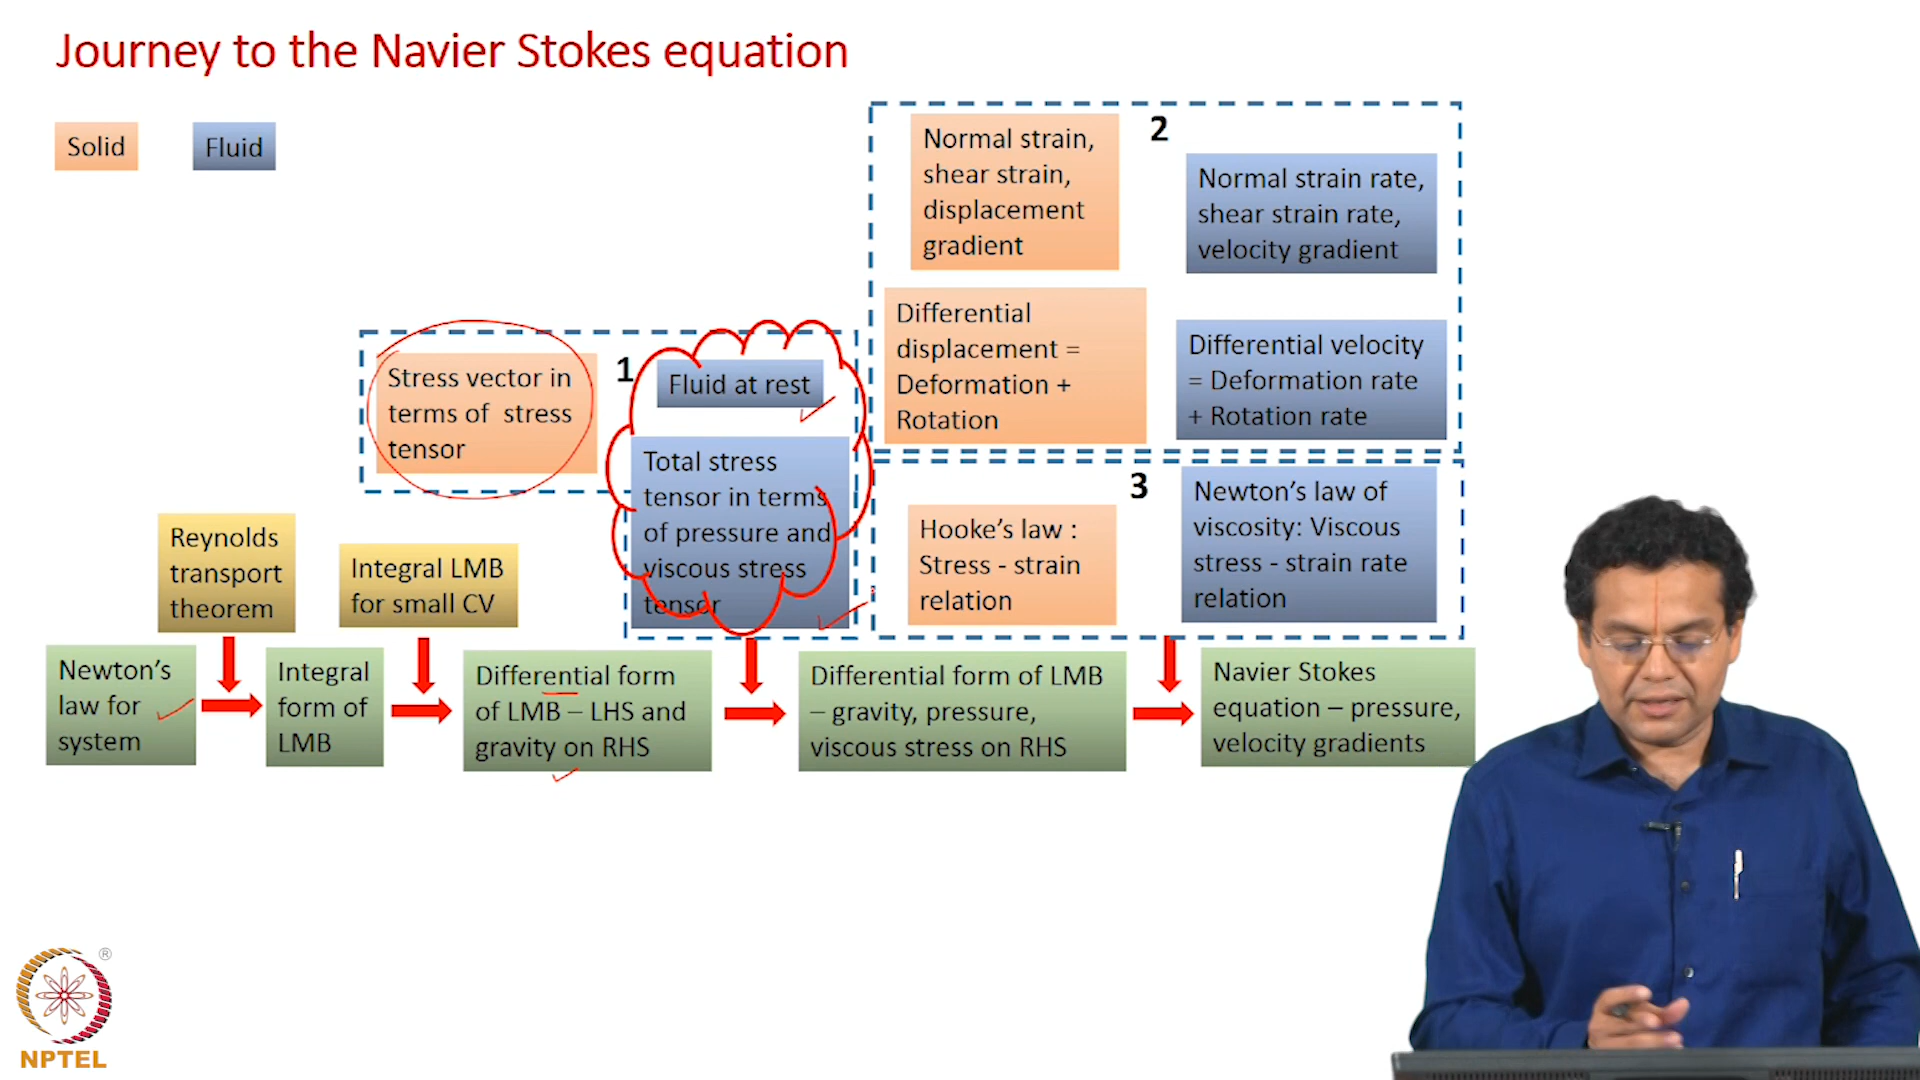 Journey to the Navier Stokes equation
Solid
Fluid
2
Normal strain,
shear strain,
displacement
gradient
Normal strain rate,
shear strain rate,
velocity gradient
Differential
displacement =
Deformation +
Rotation
Differential velocity
= Deformation rate
+ Rotation rate
1
Stress vector in
terms of stress
tensor
Fluid at rest
Total stress
tensor in terms
of pressure and
viscous stress
tensor
3
Hooke's law :
Stress - strain
relation
Newton's law of
viscosity: Viscous
stress - strain rate
relation
Reynolds
transport
theorem
Integral LMB
for small CV
Newton's
law for
system
Integral
form of
LMB
Differential form
of LMB – LHS and
gravity on RHS
Differential form of LMB
– gravity, pressure,
viscous stress on RHS
Navier Stokes
equation – pressure,
velocity gradients
®
NPTEL